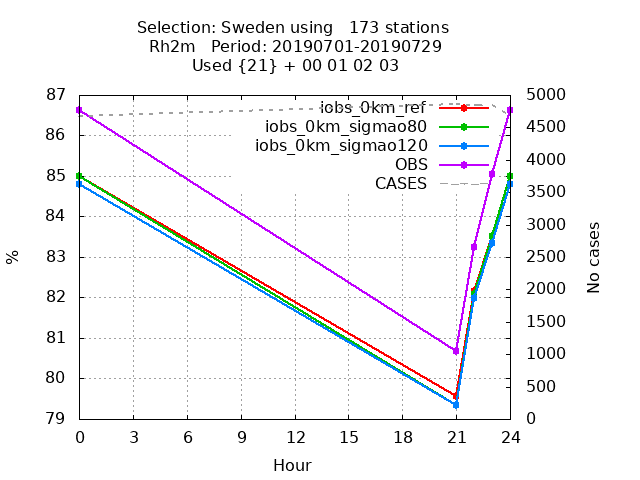 Selection: Sweden using 173 stations
Rh2m Period: 20190701-20190729
Used {21} + 00 01 02 03
87
86
85
84
83
82
81
80
79
%
5000
4500
4000
3500
3000
2500
2000
1500
1000
500
0
No cases
iobs_0km_ref
iobs_0km_sigmao80
iobs_0km_sigmao120
OBS
CASES
0 3 6 9 12 15 18 21 24
Hour